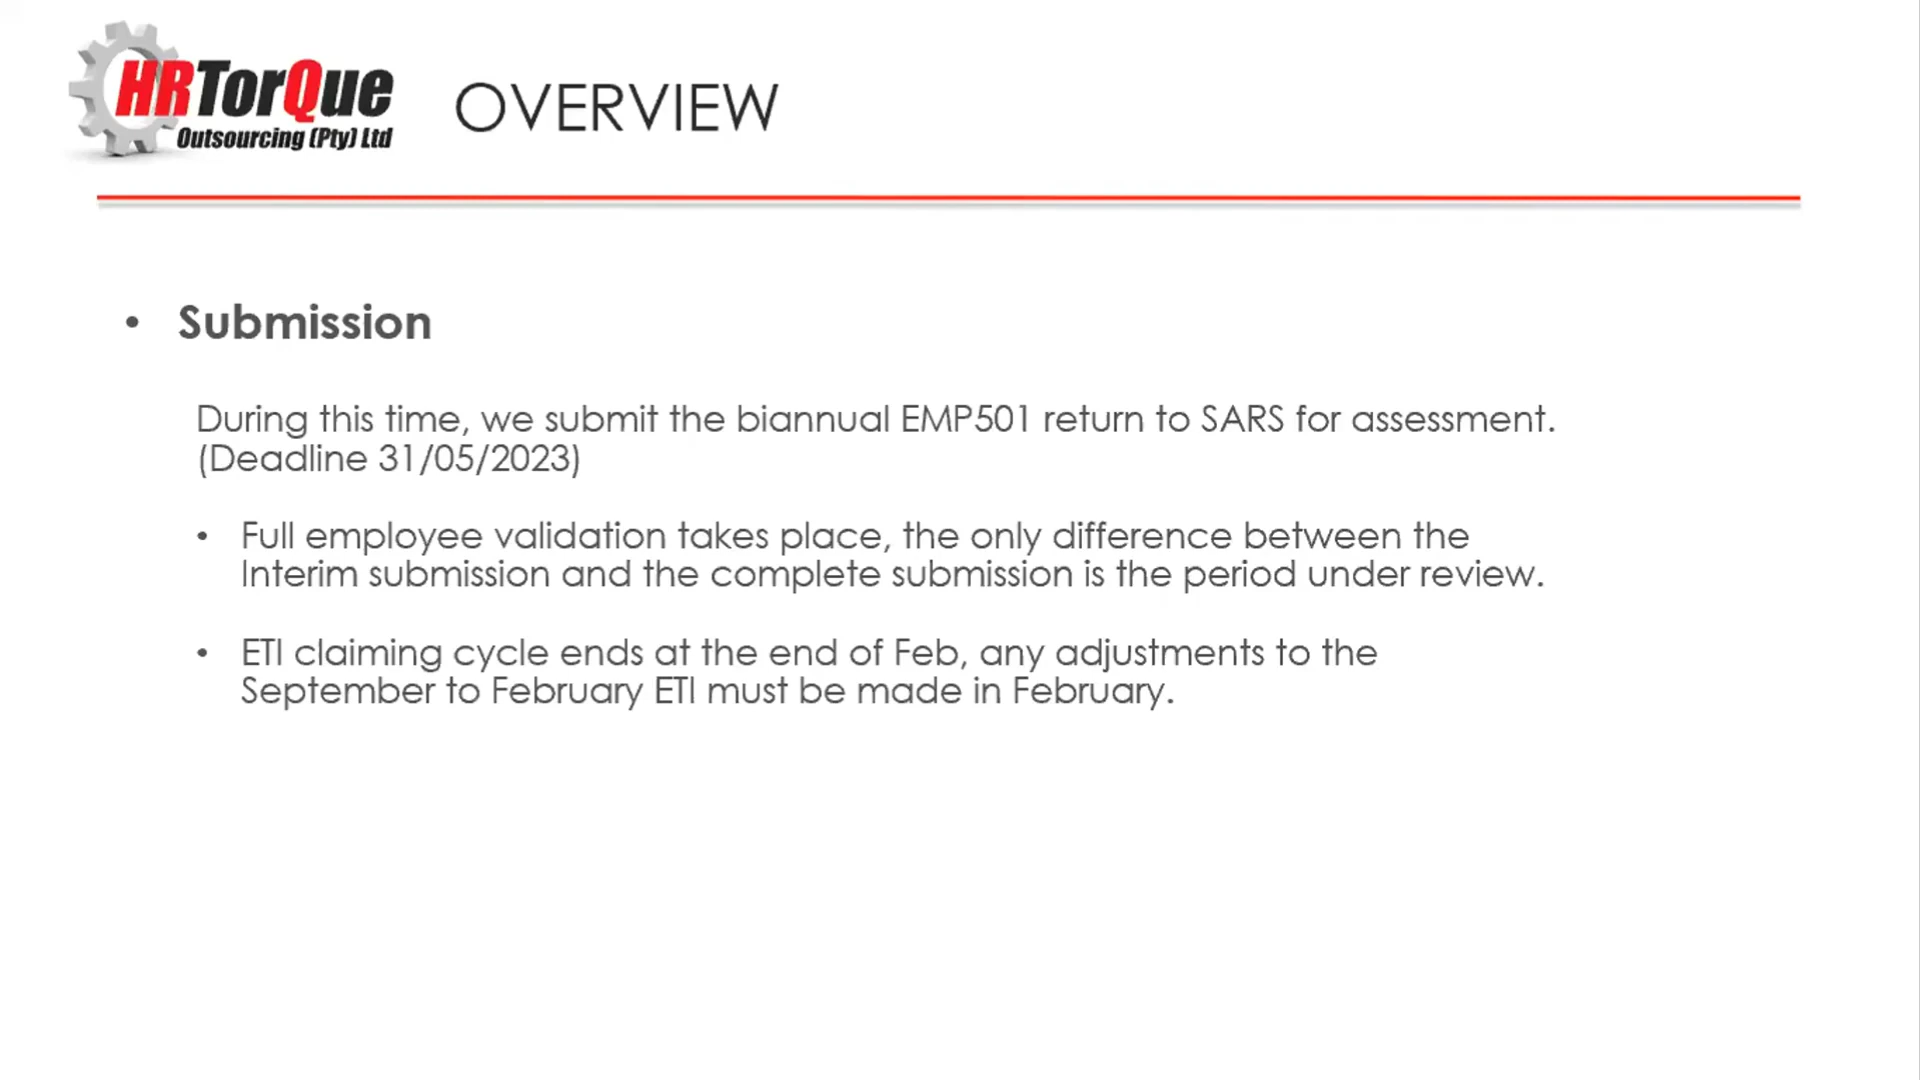 HRTorQue
Outsourcing (Pty) Ltd
OVERVIEW
• Submission
During this time, we submit the biannual EMP501 return to SARS for assessment.
(Deadline 31/05/2023)
• Full employee validation takes place, the only difference between the
Interim submission and the complete submission is the period under review.
• ETI claiming cycle ends at the end of Feb, any adjustments to the
September to February ETI must be made in February.